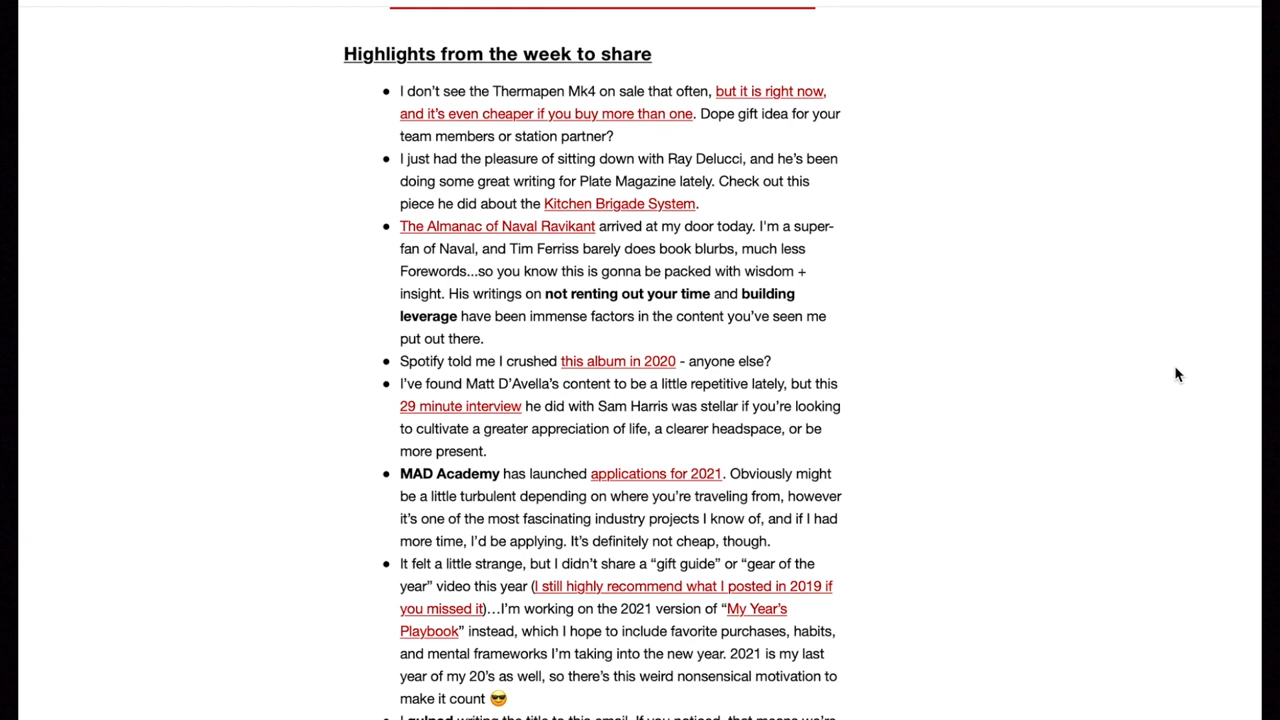 Highlights from the week to share
● I don’t see the Thermapen Mk4 on sale that often, but it is right now,
and it’s even cheaper if you buy more than one. Dope gift idea for your
team members or station partner?
● I just had the pleasure of sitting down with Ray Delucci, and he’s been
doing some great writing for Plate Magazine lately. Check out this
piece he did about the Kitchen Brigade System.
● The Almanac of Naval Ravikant arrived at my door today. I'm a super-
fan of Naval, and Tim Ferriss barely does book blurbs, much less
Forewords...so you know this is gonna be packed with wisdom +
insight. His writings on not renting out your time and building
leverage have been immense factors in the content you’ve seen me
put out there.
● Spotify told me I crushed this album in 2020 - anyone else?
● I’ve found Matt D’Avella’s content to be a little repetitive lately, but this
29 minute interview he did with Sam Harris was stellar if you’re looking
to cultivate a greater appreciation of life, a clearer headspace, or be
more present.
● MAD Academy has launched applications for 2021. Obviously might
be a little turbulent depending on where you’re traveling from, however
it’s one of the most fascinating industry projects I know of, and if I had
more time, I’d be applying. It’s definitely not cheap, though.
● It felt a little strange, but I didn’t share a “gift guide” or “gear of the
year” video this year (I still highly recommend what I posted in 2019 if
you missed it)…I’m working on the 2021 version of “My Year’s
Playbook” instead, which I hope to include favorite purchases, habits,
and mental frameworks I’m taking into the new year. 2021 is my last
year of my 20’s as well, so there’s this weird nonsensical motivation to
make it count 😎
● I gulped writing the title to this email. If you noticed, that means we’re